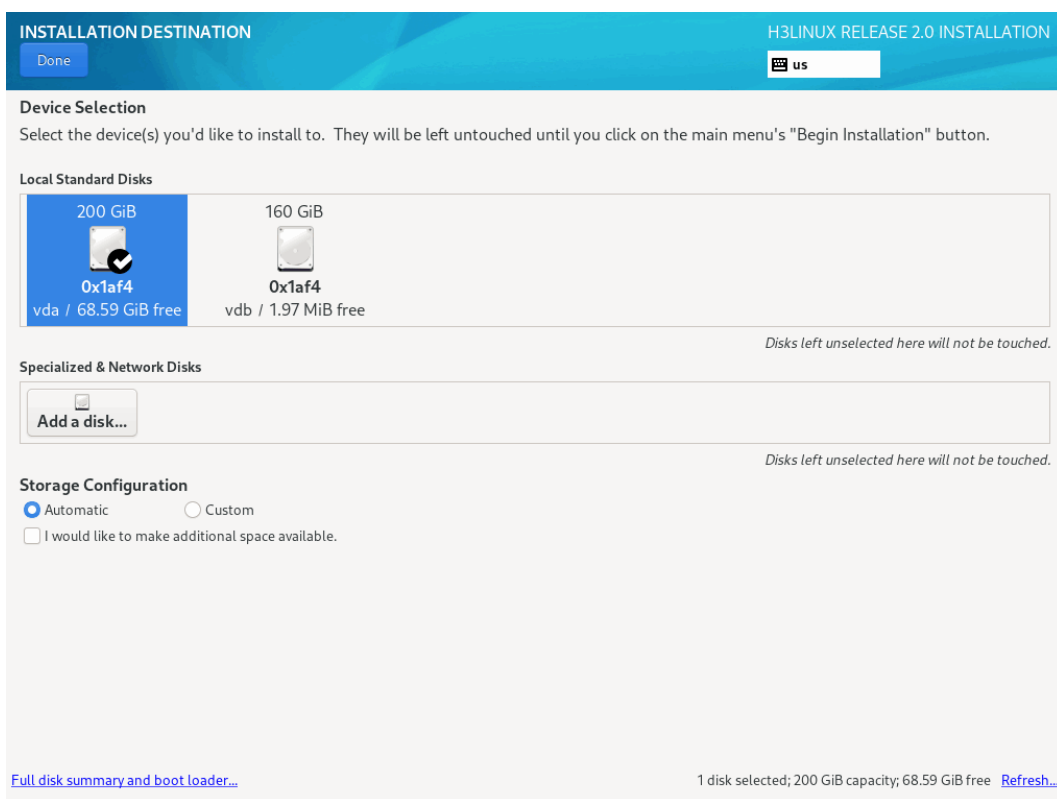 INSTALLATION DESTINATION
H3LINUX RELEASE 2.0 INSTALLATION
Done
us
Device Selection
Select the device(s) you'd like to install to. They will be left untouched until you click on the main menu's "Begin Installation" button.
Local Standard Disks
200 GiB
0x1af4
vda / 68.59 GiB free
160 GiB
0x1af4
vdb / 1.97 MiB free
Disks left unselected here will not be touched.
Specialized & Network Disks
Add a disk...
Disks left unselected here will not be touched.
Storage Configuration
Automatic
Custom
I would like to make additional space available.
Full disk summary and boot loader...
1 disk selected; 200 GiB capacity; 68.59 GiB free Refresh...